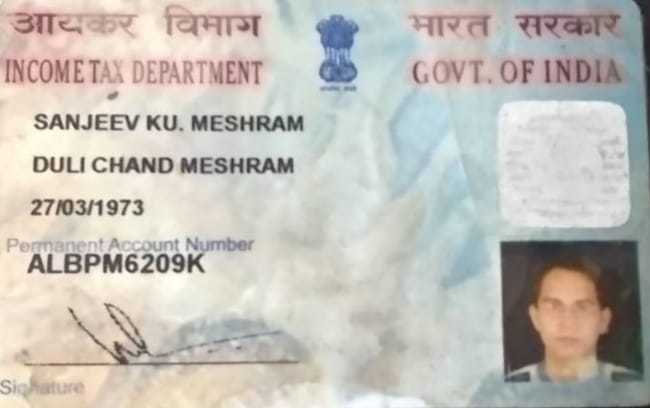 आयकर विभाग
INCOME TAX DEPARTMENT
भारत सरकार
GOVT. OF INDIA
SANJEEV KU. MESHRAM
DULI CHAND MESHRAM
27/03/1973
Permanent Account Number
ALBPM6209K
Signature